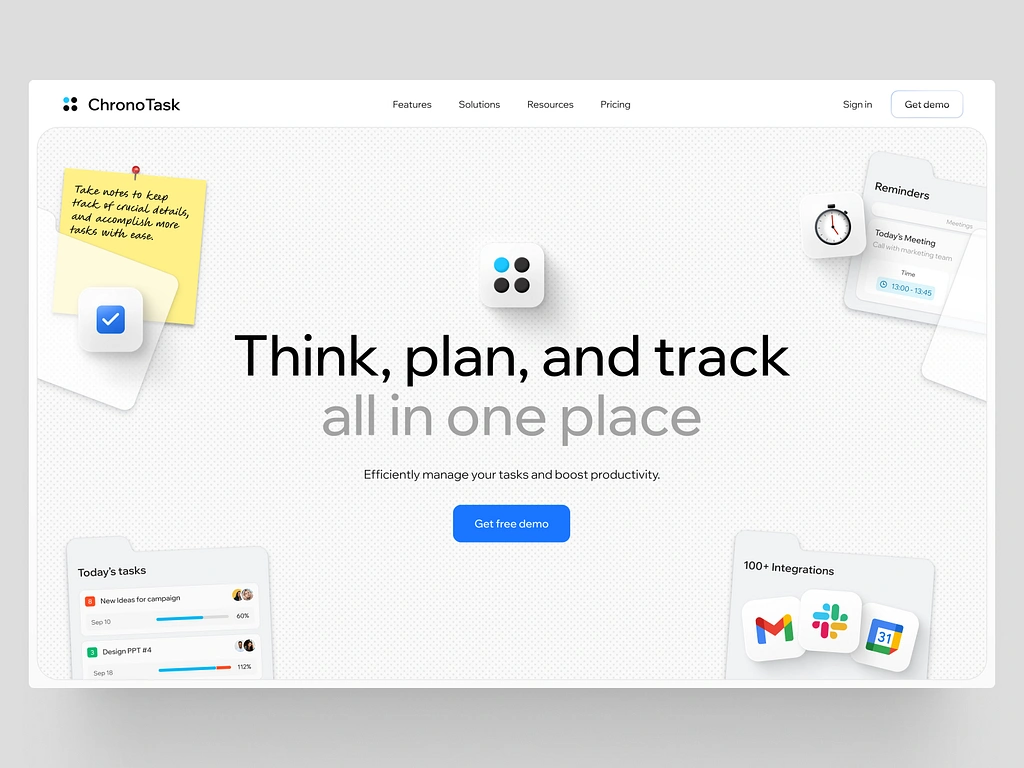 ChronoTask
Features
Solutions
Resources
Pricing
Sign in
Get demo
Take notes to keep
track of crucial details,
and accomplish more
tasks with ease.
Reminders
Meetings
Today's Meeting
Call with marketing team
Time
13:00 - 13:45
Think, plan, and track
all in one place
Efficiently manage your tasks and boost productivity.
Get free demo
Today's tasks
8
New Ideas for campaign
Sep 10
60%
3
Design PPT #4
Sep 18
112%
100+ Integrations
31